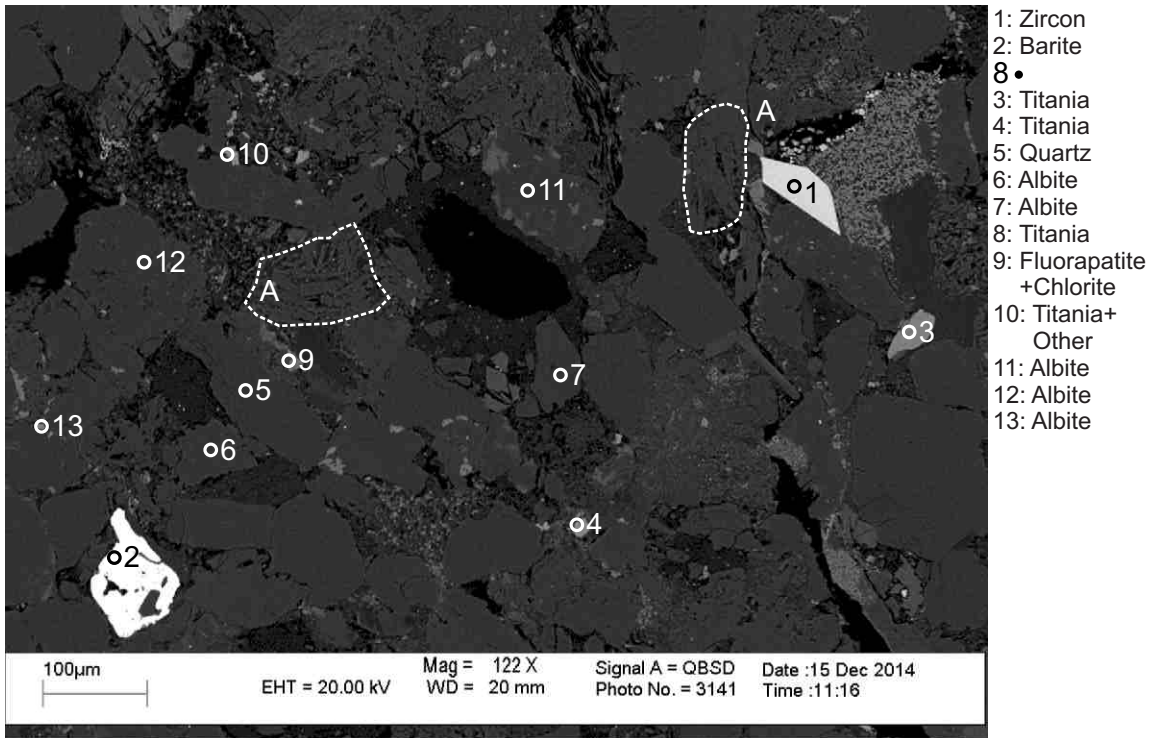 1: Zircon
2: Barite
8 •
3: Titania
4: Titania
5: Quartz
6: Albite
7: Albite
8: Titania
9: Fluorapatite
+Chlorite
10: Titania+
Other
11: Albite
12: Albite
13: Albite
A
10
11
1
12
A
3
9
7
5
13
6
4
2
100µm
EHT = 20.00 kV
Mag = 122 X
WD = 20 mm
Signal A = QBSD
Photo No. = 3141
Date :15 Dec 2014
Time :11:16